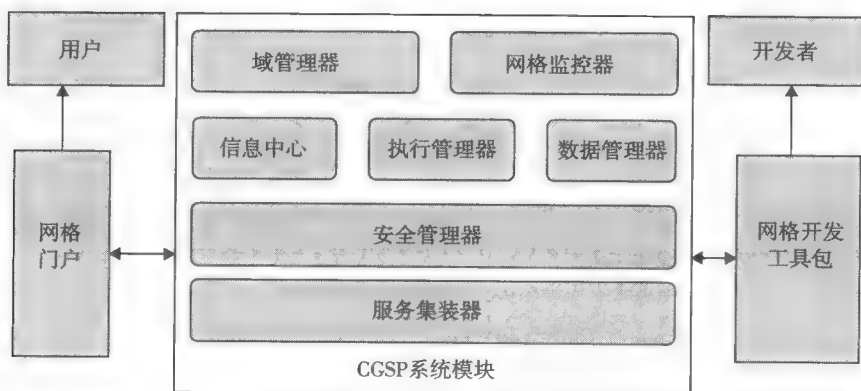 用户
域管理器
网格监控器
开发者
信息中心
执行管理器
数据管理器
网格
门户
安全管理器
网格开发
工具包
服务集装器
CGSP系统模块